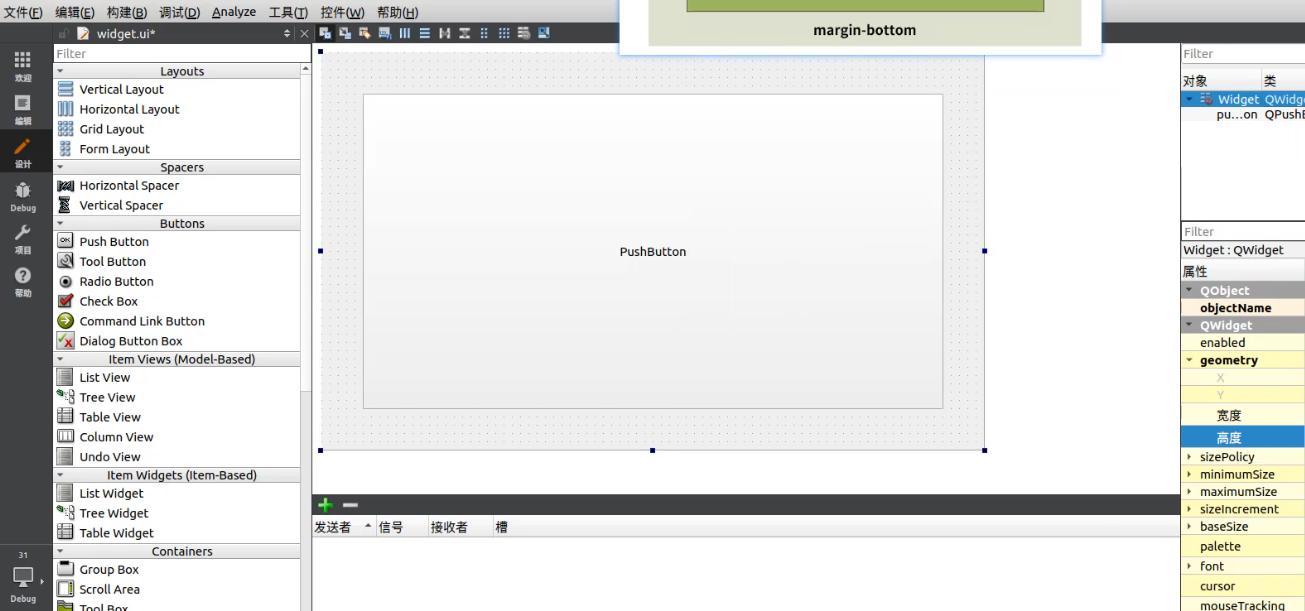 文件(F) 编辑(E) 构建(B) 调试(D) Analyze 工具(T) 控件(W) 帮助(H)
margin-bottom
widget.ui*
欢迎
编辑
设计
Debug
项目
帮助
31
Debug
Filter
Layouts
Vertical Layout
Horizontal Layout
Grid Layout
Form Layout
Spacers
Horizontal Spacer
Vertical Spacer
Buttons
Push Button
Tool Button
Radio Button
Check Box
Command Link Button
Dialog Button Box
Item Views (Model-Based)
List View
Tree View
Table View
Column View
Undo View
Item Widgets (Item-Based)
List Widget
Tree Widget
Table Widget
Containers
Group Box
Scroll Area
Tool Box
PushButton
发送者 信号 接收者 槽
Filter
对象 类
Widget QWidge
pu...on QPushB
Filter
Widget : QWidget
属性
QObject
objectName
QWidget
enabled
geometry
X
Y
宽度
高度
sizePolicy
minimumSize
maximumSize
sizeIncrement
baseSize
palette
font
cursor
mouseTracking